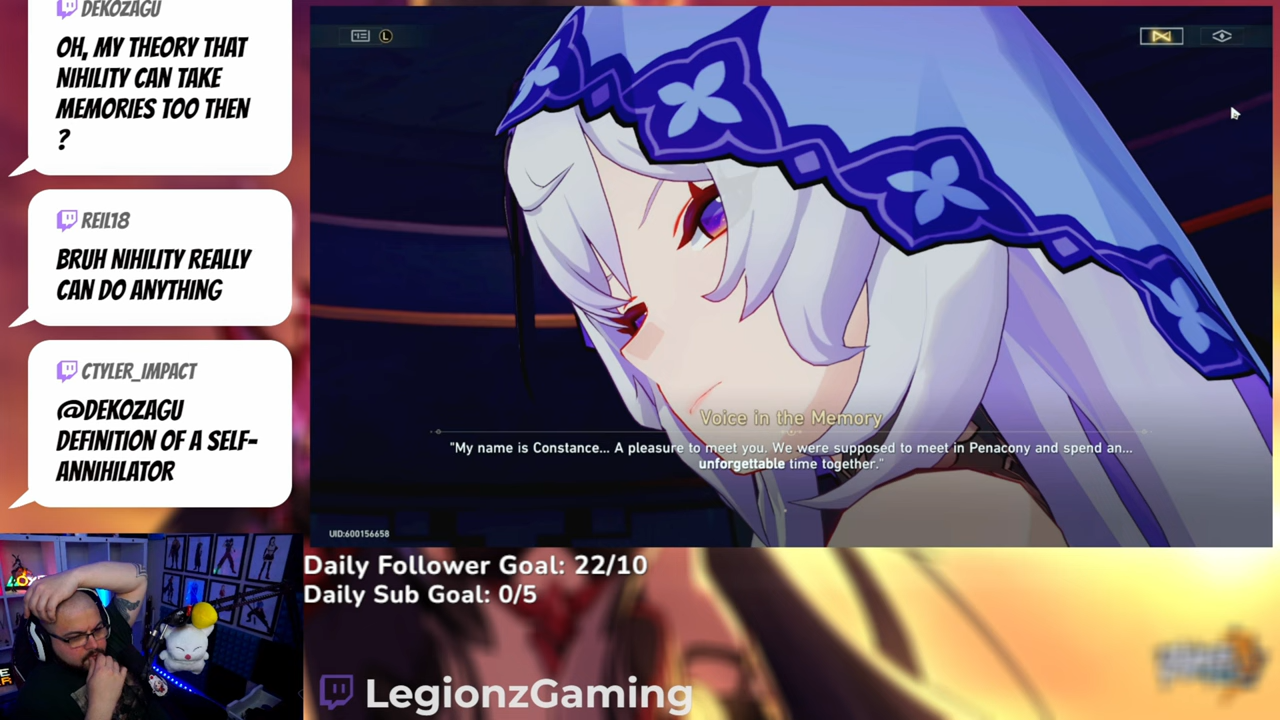 DEKOZAGU
OH, MY THEORY THAT
NIHILITY CAN TAKE
MEMORIES TOO THEN
?
REIL18
BRUH NIHILITY REALLY
CAN DO ANYTHING
CTYLER_IMPACT
@DEKOZAGU
DEFINITION OF A SELF-
ANNIHILATOR
L
Voice in the Memory
"My name is Constance... A pleasure to meet you. We were supposed to meet in Penacony and spend an...
unforgettable time together."
UID:600156658
Daily Follower Goal: 22/10
Daily Sub Goal: 0/5
LegionzGaming